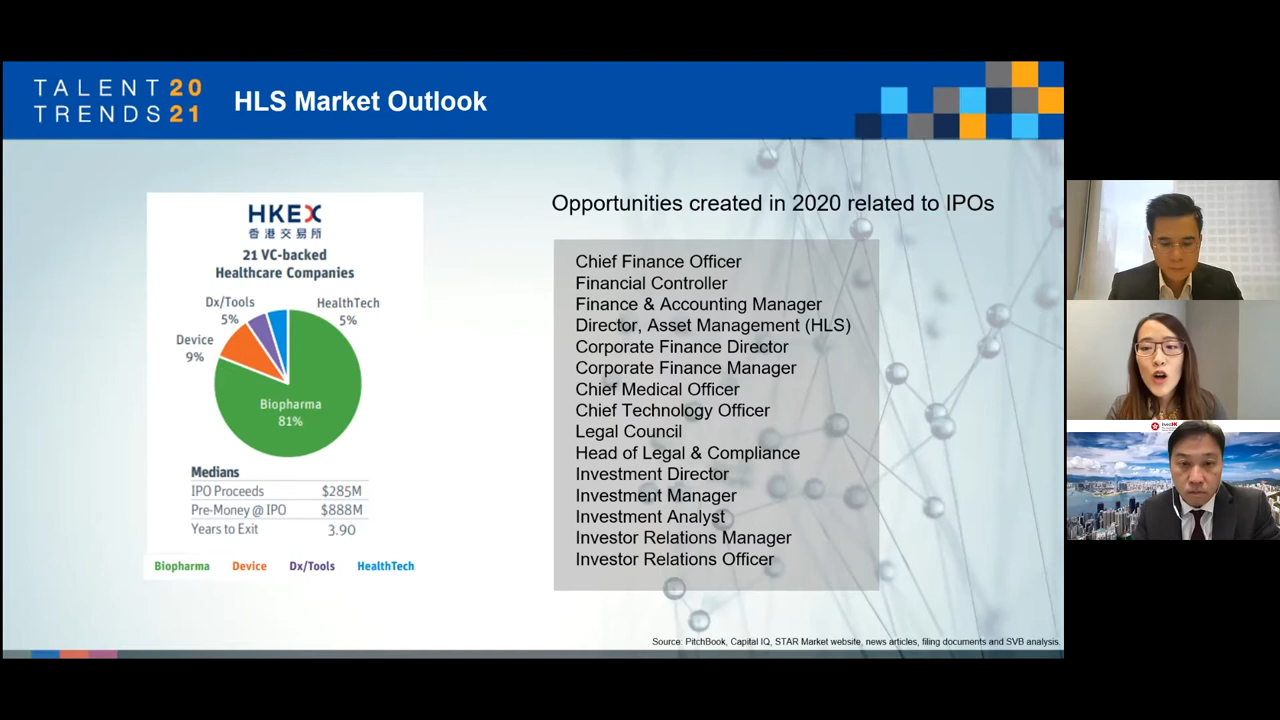 TALENT 20
TRENDS 21
HLS Market Outlook
HKEX
香港交易所
21 VC-backed
Healthcare Companies
Dx/Tools
5%
HealthTech
5%
Device
9%
Biopharma
81%
Medians
IPO Proceeds $285M
Pre-Money @ IPO $888M
Years to Exit 3.90
Biopharma Device Dx/Tools HealthTech
Opportunities created in 2020 related to IPOs
Chief Finance Officer
Financial Controller
Finance & Accounting Manager
Director, Asset Management (HLS)
Corporate Finance Director
Corporate Finance Manager
Chief Medical Officer
Chief Technology Officer
Legal Council
Head of Legal & Compliance
Investment Director
Investment Manager
Investment Analyst
Investor Relations Manager
Investor Relations Officer
Source: PitchBook, Capital IQ, STAR Market website, news articles, filing documents and SVB analysis.